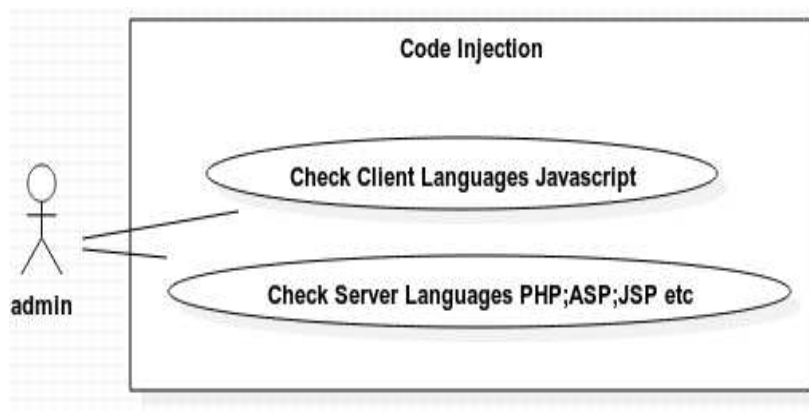 Code Injection
Check Client Languages Javascript
Check Server Languages PHP;ASP;JSP etc
admin